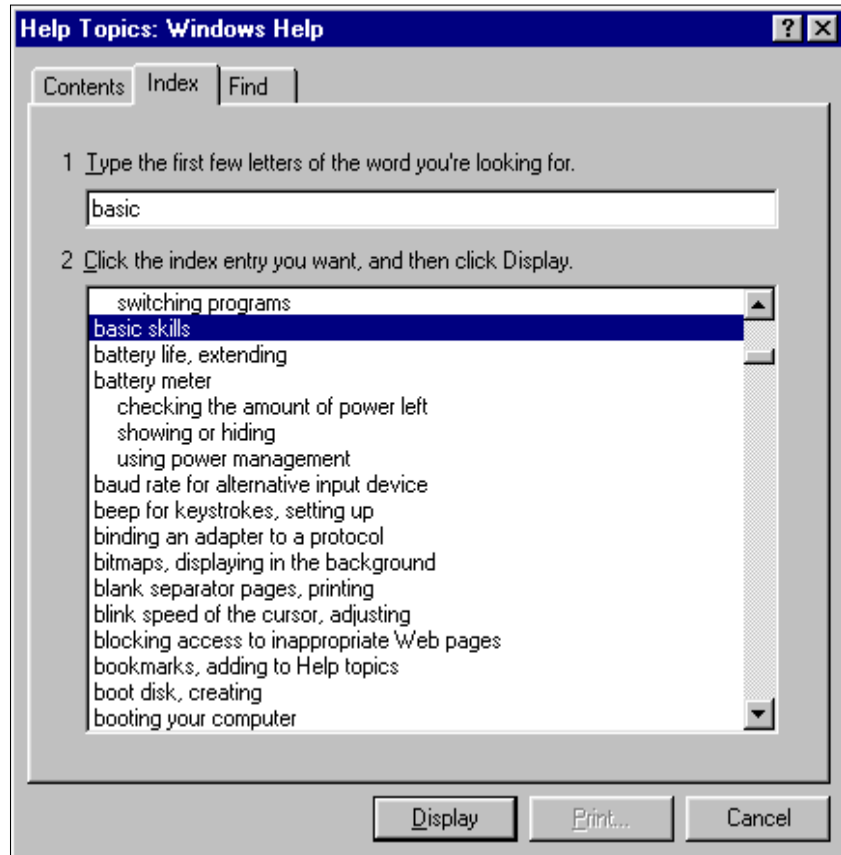 Help Topics: Windows Help
Contents Index Find
1 Type the first few letters of the word you're looking for.
basic
2 Click the index entry you want, and then click Display.
switching programs
basic skills
battery life, extending
battery meter
checking the amount of power left
showing or hiding
using power management
baud rate for alternative input device
beep for keystrokes, setting up
binding an adapter to a protocol
bitmaps, displaying in the background
blank separator pages, printing
blink speed of the cursor, adjusting
blocking access to inappropriate Web pages
bookmarks, adding to Help topics
boot disk, creating
booting your computer
Display Print... Cancel